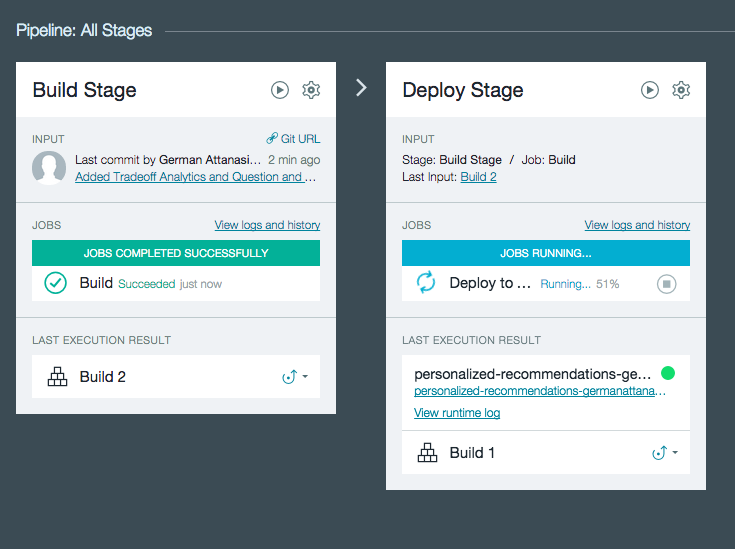 Pipeline: All Stages
Build Stage
INPUT
Git URL
Last commit by German Attanasi... 2 min ago
Added Tradeoff Analytics and Question and ...
JOBS
View logs and history
JOBS COMPLETED SUCCESSFULLY
Build Succeeded just now
LAST EXECUTION RESULT
Build 2
Deploy Stage
INPUT
Stage: Build Stage / Job: Build
Last Input: Build 2
JOBS
View logs and history
JOBS RUNNING...
Deploy to ... Running... 51%
LAST EXECUTION RESULT
personalized-recommendations-ge...
personalized-recommendations-germanattana...
View runtime log
Build 1